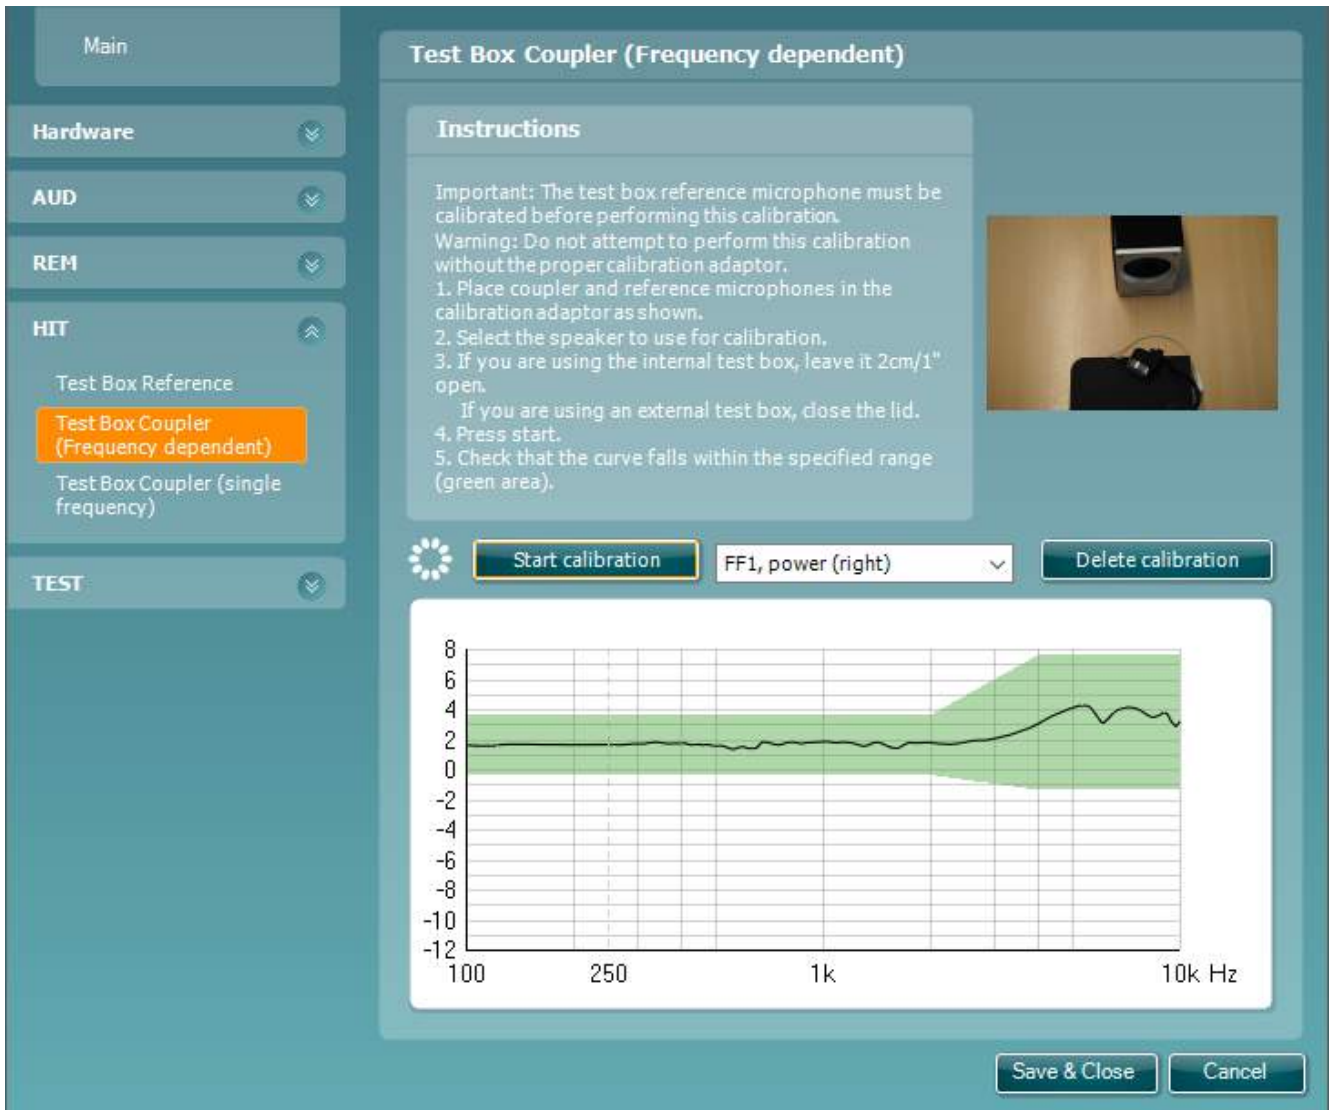 Main
Hardware
AUD
REM
HIT
Test Box Reference
Test Box Coupler
(Frequency dependent)
Test Box Coupler (single
frequency)
TEST
Test Box Coupler (Frequency dependent)
Instructions
Important: The test box reference microphone must be
calibrated before performing this calibration.
Warning: Do not attempt to perform this calibration
without the proper calibration adaptor.
1. Place coupler and reference microphones in the
calibration adaptor as shown.
2. Select the speaker to use for calibration.
3. If you are using the internal test box, leave it 2cm/1"
open.
If you are using an external test box, close the lid.
4. Press start.
5. Check that the curve falls within the specified range
(green area).
Start calibration
FF1, power (right)
Delete calibration
8
6
4
2
0
-2
-4
-6
-8
-10
-12
100 250 1k 10k Hz
Save & Close
Cancel